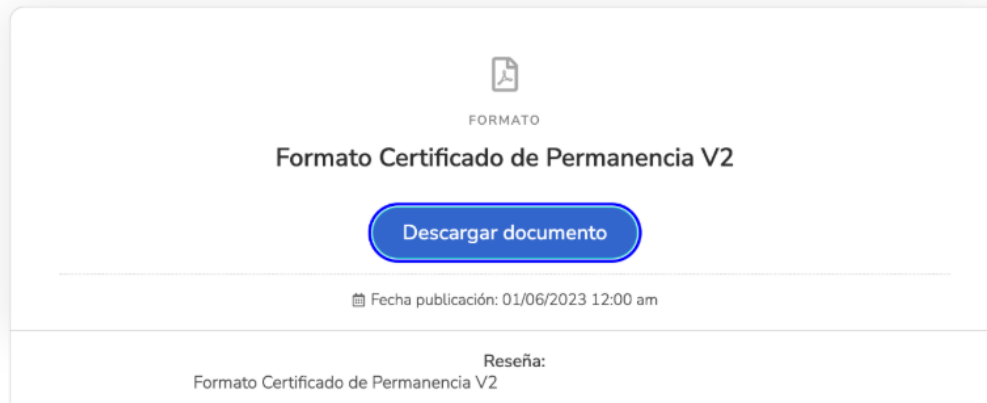 FORMATO
Formato Certificado de Permanencia V2
Descargar documento
Fecha publicación: 01/06/2023 12:00 am
Reseña:
Formato Certificado de Permanencia V2